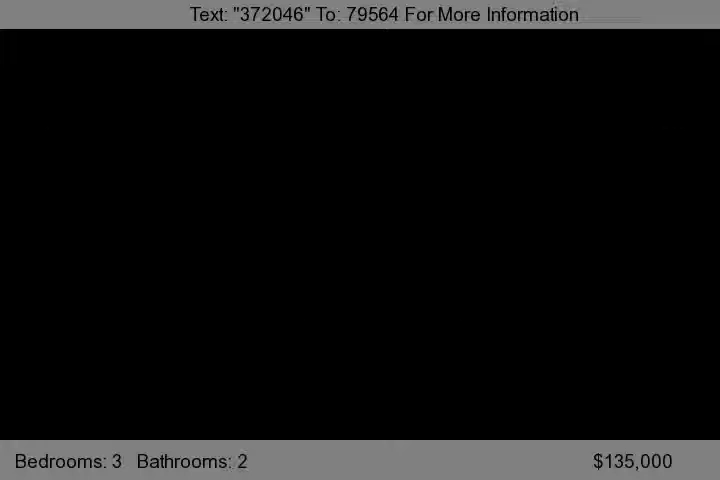 Text: "372046" To: 79564 For More Information
Bedrooms: 3 Bathrooms: 2 $135,000